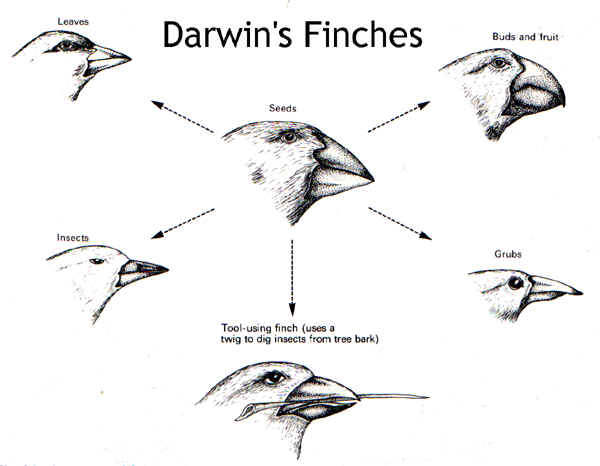 Darwin's Finches
Leaves
Buds and fruit
Seeds
Insects
Grubs
Tool-using finch (uses a
twig to dig insects from tree bark)